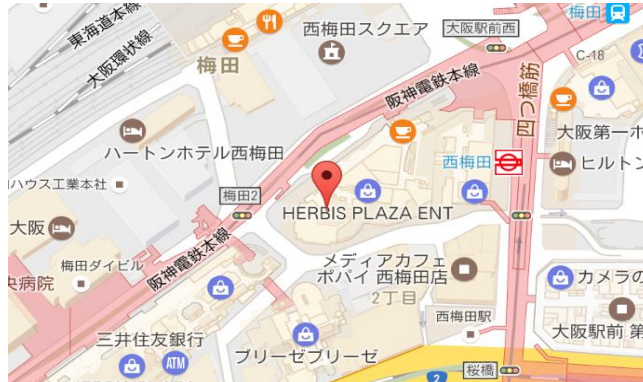 東海道本線
大阪環状線
梅田
西梅田スクエア
大阪駅前西
梅田
阪神電鉄本線
四つ橋筋
C-18
大阪第一ホ
ハートンホテル西梅田
西梅田
ヒルトン
ハウス工業本社
梅田2
HERBIS PLAZA ENT
大阪
阪神電鉄本線
メディアカフェ
ポパイ 西梅田店
2丁目
カメラの
央病院
梅田ダイビル
三井住友銀行
ATM
ブリーゼブリーゼ
西梅田駅
大阪駅前 第
2
桜橋